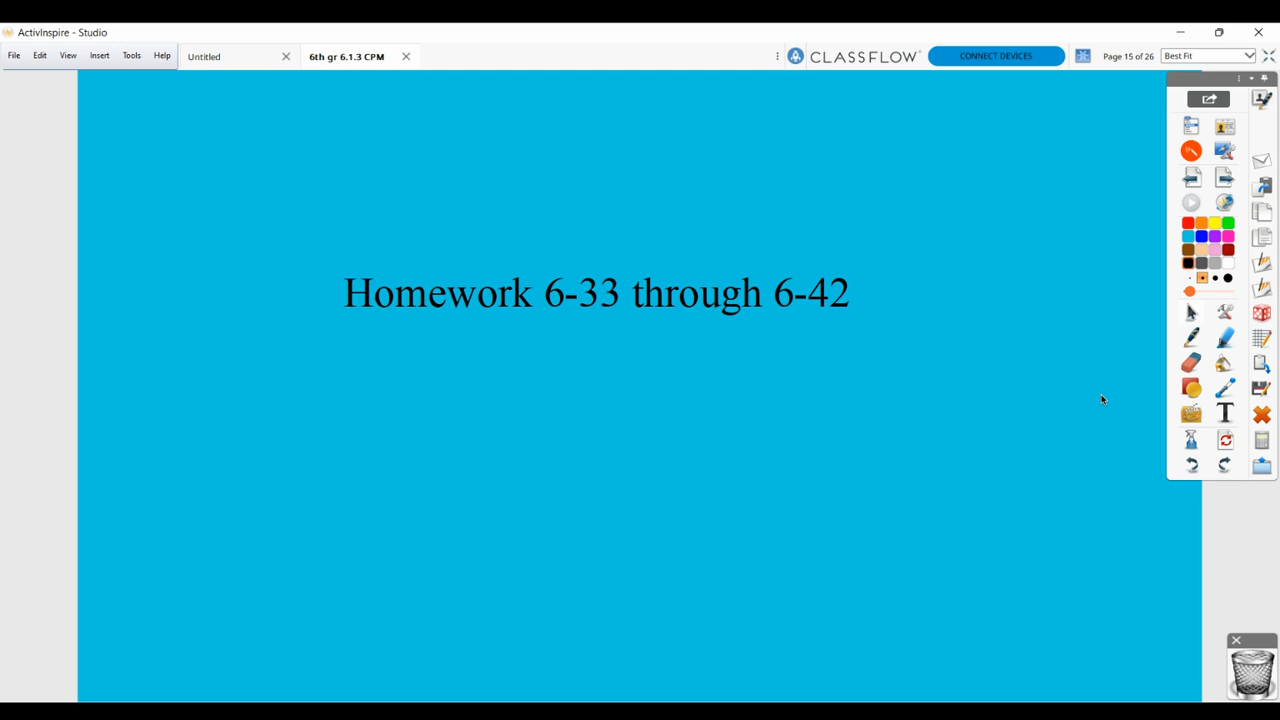 ActivInspire - Studio
File Edit View Insert Tools Help
Untitled
6th gr 6.1.3 CPM
CLASSFLOW
CONNECT DEVICES
Page 15 of 26
Best Fit
Homework 6-33 through 6-42
T